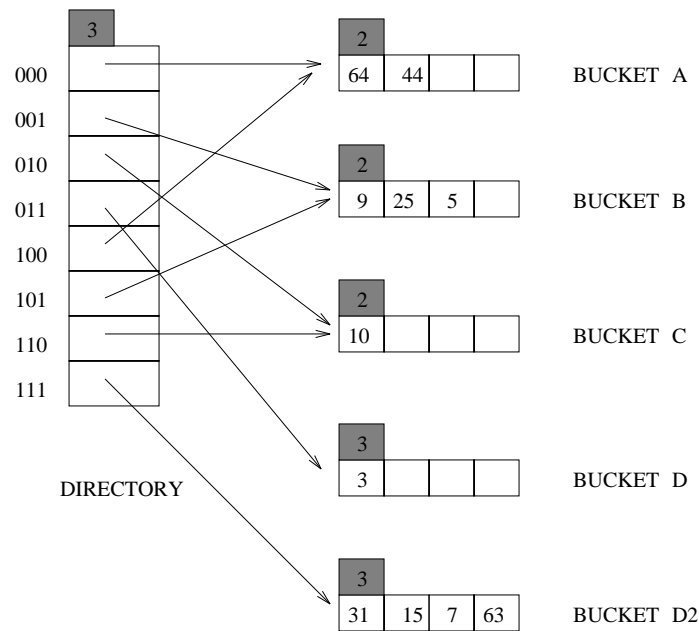 3
2
000
64 44
BUCKET A
001
010
2
011
9 25 5
BUCKET B
100
101
2
110
10
BUCKET C
111
3
DIRECTORY
3
BUCKET D
3
31 15 7 63
BUCKET D2